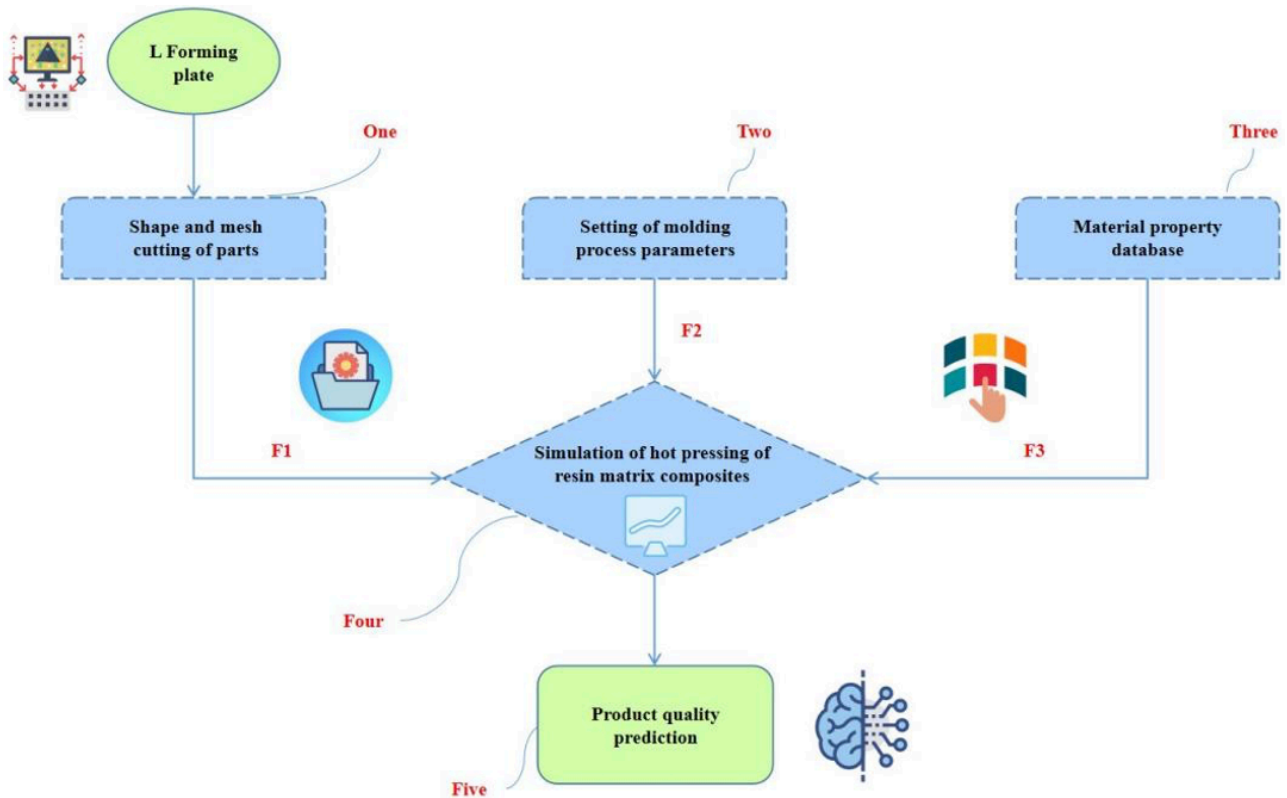 L Forming
plate
One
Two
Three
Shape and mesh
cutting of parts
Setting of molding
process parameters
Material property
database
F2
F1
F3
Simulation of hot pressing of
resin matrix composites
Four
Product quality
prediction
Five